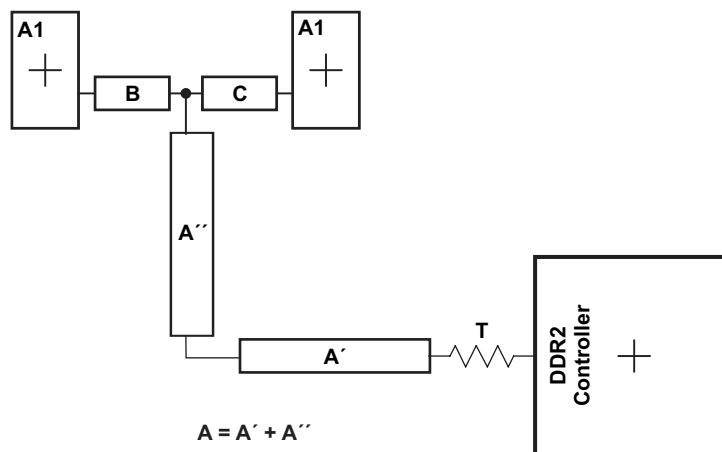 A1
A1
B
C
A´´
T
A´
DDR2
Controller
A = A´ + A´´